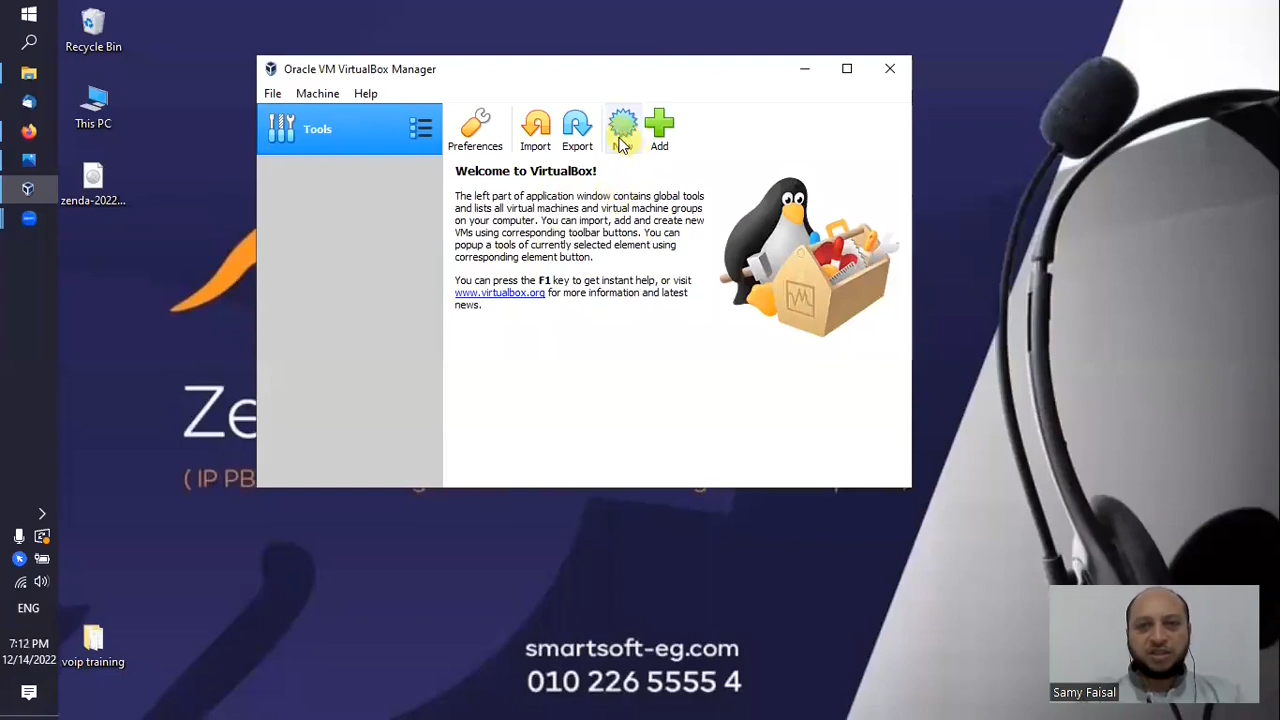 Recycle Bin
This PC
zenda-2022...
Oracle VM VirtualBox Manager
File Machine Help
Tools
Preferences Import Export New Add
Welcome to VirtualBox!
The left part of application window contains global tools
and lists all virtual machines and virtual machine groups
on your computer. You can import, add and create new
VMs using corresponding toolbar buttons. You can
popup a tools of currently selected element using
corresponding element button.
You can press the F1 key to get instant help, or visit
www.virtualbox.org for more information and latest
news.
Ze
( IP PB
ENG
7:12 PM
12/14/2022
voip training
smartsoft-eg.com
010 226 5555 4
Samy Faisal